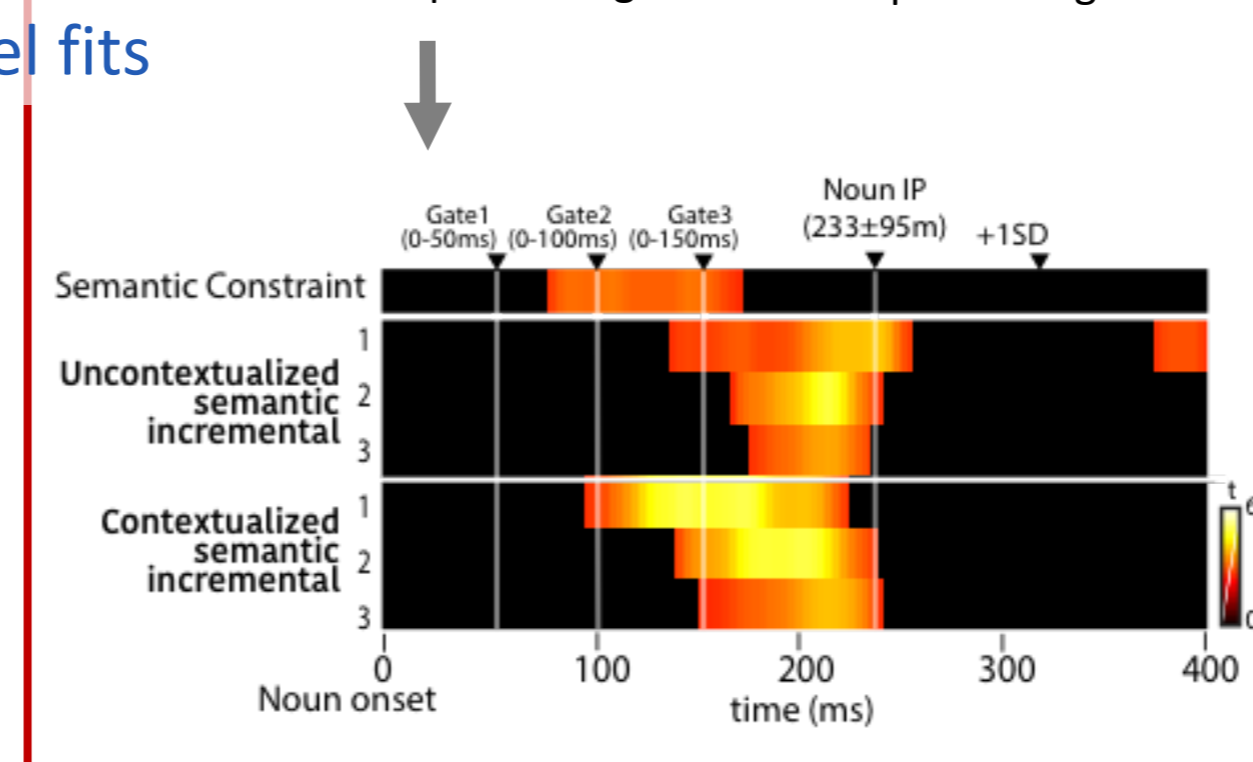 el fits
Gate1 Gate2 Gate3 Noun IP
(0-50ms) (0-100ms) (0-150ms) (233±95m) +1SD
Semantic Constraint
Uncontextualized
semantic
incremental
1
2
3
Contextualized
semantic
incremental
1
2
3
t
6
0
0 100 200 300 400
Noun onset
time (ms)